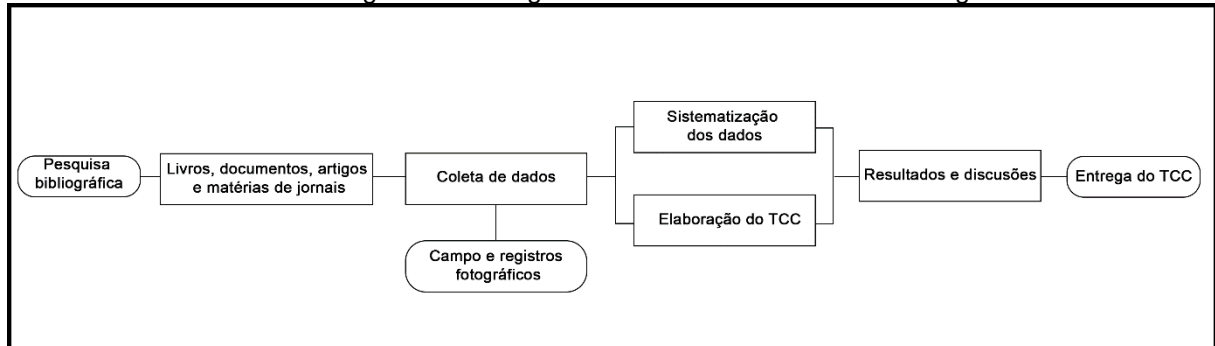 Pesquisa
bibliográfica
Livros, documentos, artigos
e matérias de jornais
Coleta de dados
Campo e registros
fotográficos
Sistematização
dos dados
Elaboração do TCC
Resultados e discusões
Entrega do TCC